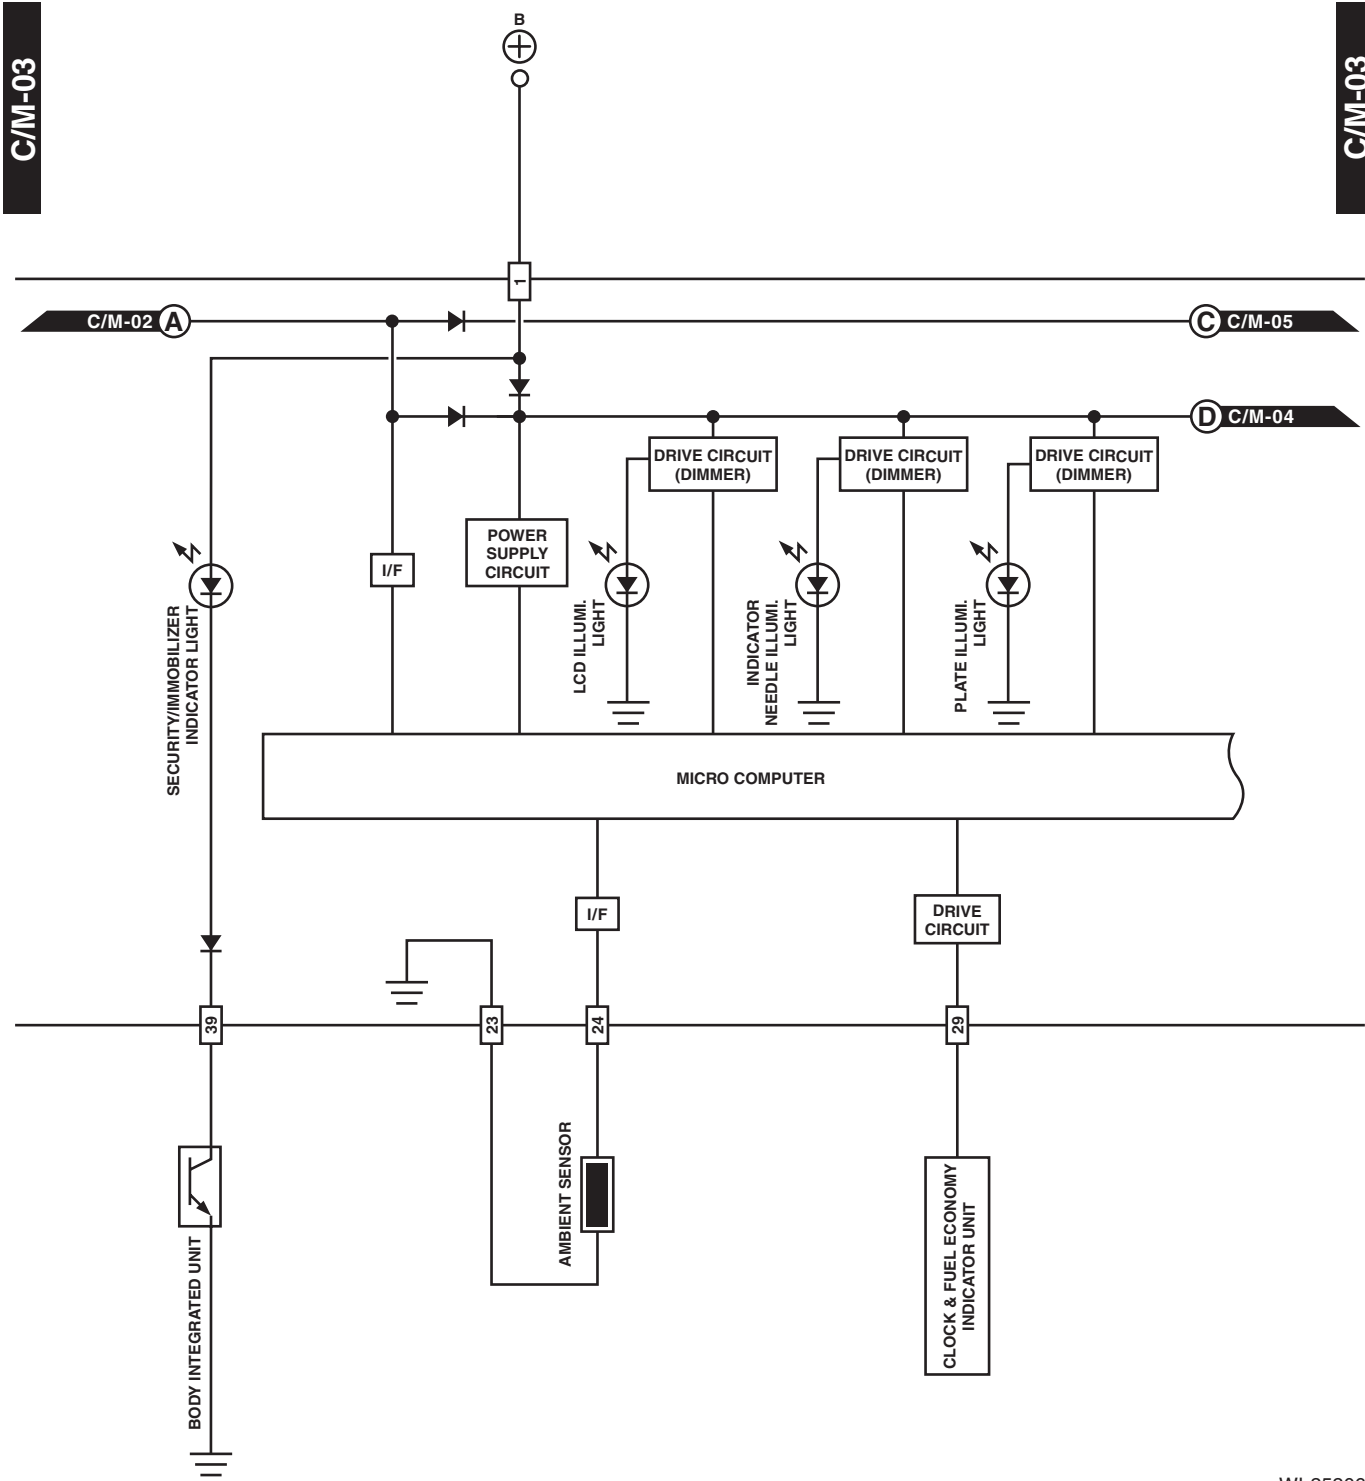 C/M-03
C/M-03
B
1
C/M-02 A
C C/M-05
D C/M-04
DRIVE CIRCUIT
(DIMMER)
DRIVE CIRCUIT
(DIMMER)
DRIVE CIRCUIT
(DIMMER)
I/F
POWER
SUPPLY
CIRCUIT
SECURITY/IMMOBILIZER
INDICATOR LIGHT
LCD ILLUMI.
LIGHT
INDICATOR
NEEDLE ILLUMI.
LIGHT
PLATE ILLUMI.
LIGHT
MICRO COMPUTER
I/F
DRIVE
CIRCUIT
39
23
24
29
BODY INTEGRATED UNIT
AMBIENT SENSOR
CLOCK & FUEL ECONOMY
INDICATOR UNIT